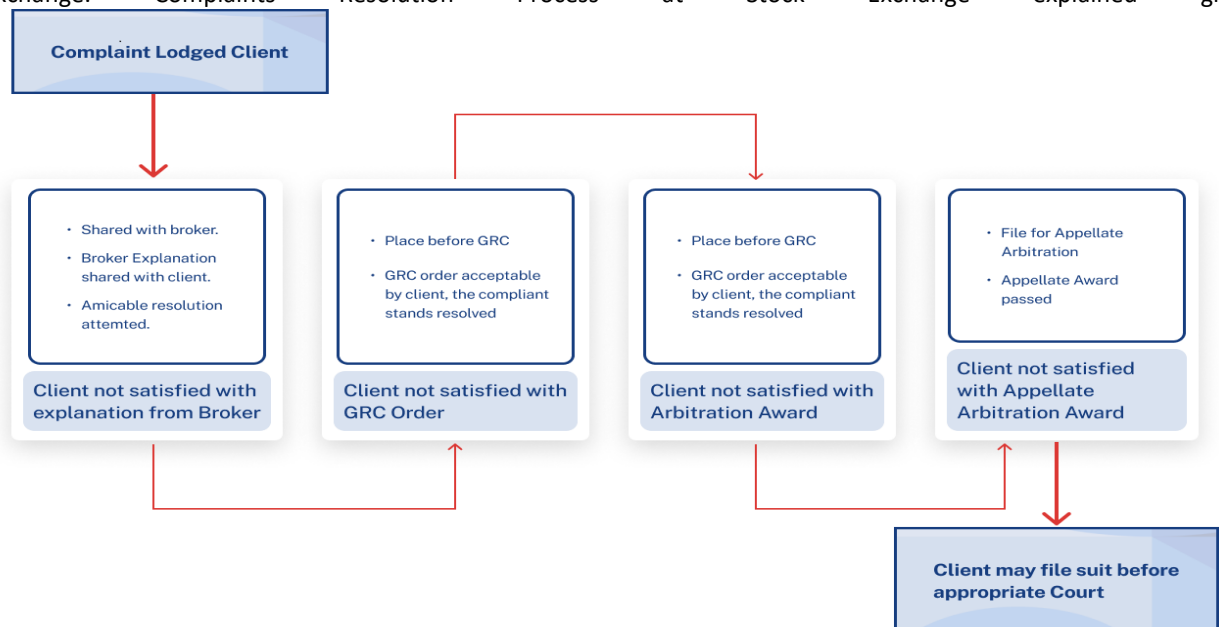 Complaints Resolution Process at Stock Exchange explained
Complaint Lodged Client
• Shared with broker.
• Broker Explanation
shared with client.
• Amicable resolution
attemted.
Client not satisfied with
explanation from Broker
• Place before GRC
• GRC order acceptable
by client, the compliant
stands resolved
Client not satisfied with
GRC Order
• Place before GRC
• GRC order acceptable
by client, the compliant
stands resolved
Client not satisfied with
Arbitration Award
• File for Appellate
Arbitration
• Appellate Award
passed
Client not satisfied
with Appellate
Arbitration Award
Client may file suit before
appropriate Court